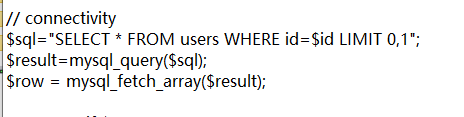 // connectivity
$sql="SELECT * FROM users WHERE id=$id LIMIT 0,1";
$result=mysql_query($sql);
$row = mysql_fetch_array($result);